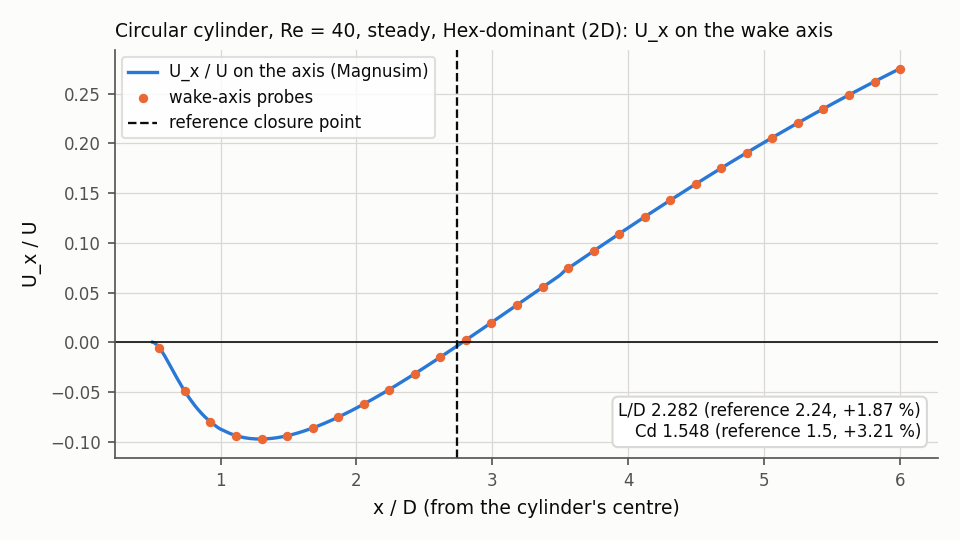 Circular cylinder, Re = 40, steady, Hex-dominant (2D): U_x on the wake axis
U_x / U on the axis (Magnusim)
wake-axis probes
reference closure point
0.25
0.20
0.15
0.10
0.05
0.00
−0.05
−0.10
U_x / U
L/D 2.282 (reference 2.24, +1.87 %)
Cd 1.548 (reference 1.5, +3.21 %)
1 2 3 4 5 6
x / D (from the cylinder's centre)